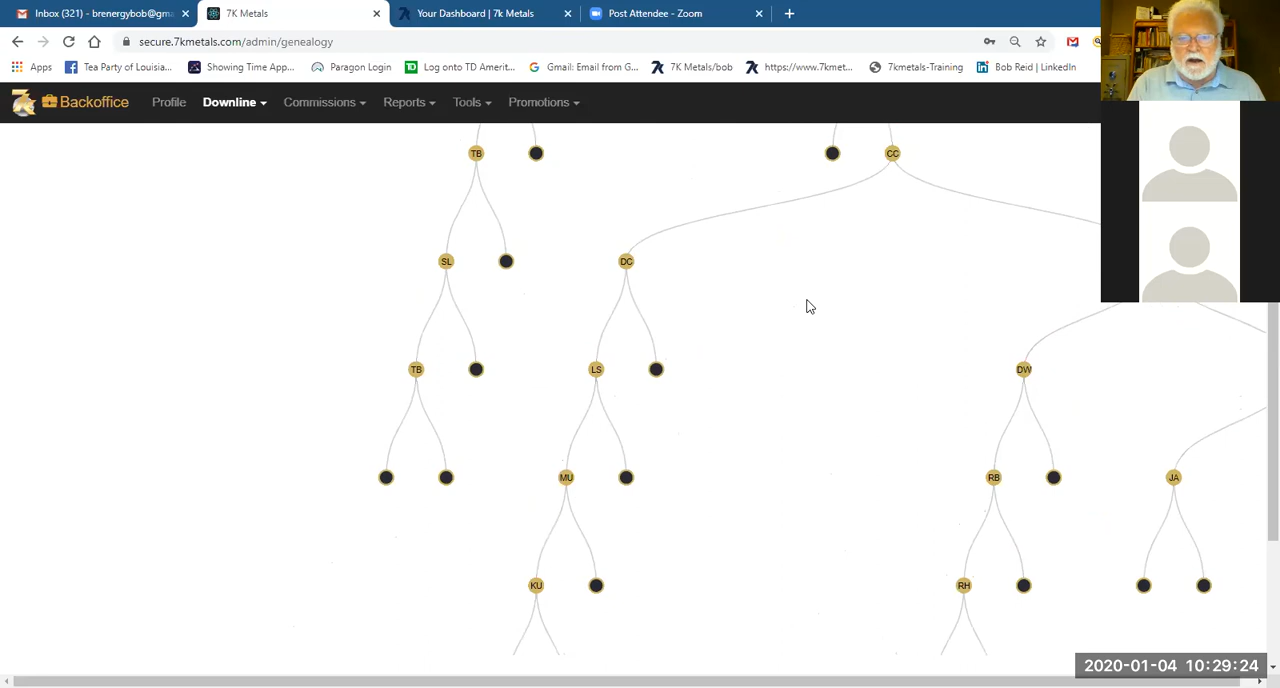 Inbox (321) - brenergybob@gma
7K Metals
Your Dashboard | 7k Metals
Post Attendee - Zoom
secure.7kmetals.com/admin/genealogy
Apps
Tea Party of Louisia...
Showing Time App...
Paragon Login
Log onto TD Amerit...
Gmail: Email from G...
7K Metals/bob
https://www.7kmet...
7kmetals-Training
Bob Reid | LinkedIn
Backoffice
Profile
Downline
Commissions
Reports
Tools
Promotions
TB
CC
SL
DC
TB
LS
DW
MU
RB
JA
KU
RH
2020-01-04 10:29:24